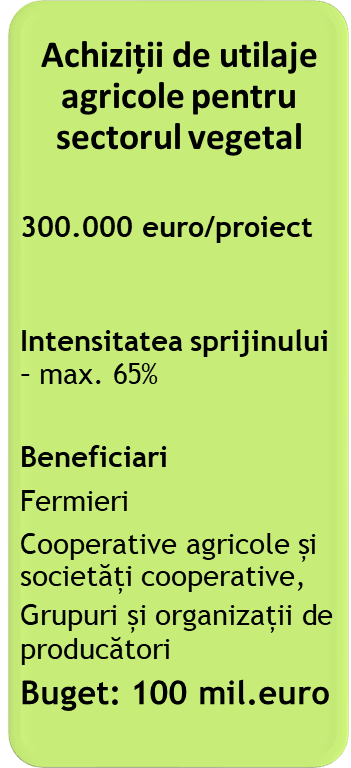 Achiziții de utilaje
agricole pentru
sectorul vegetal
300.000 euro/proiect
Intensitatea sprijinului
– max. 65%
Beneficiari
Fermieri
Cooperative agricole și
societăți cooperative,
Grupuri și organizații de
producători
Buget: 100 mil.euro